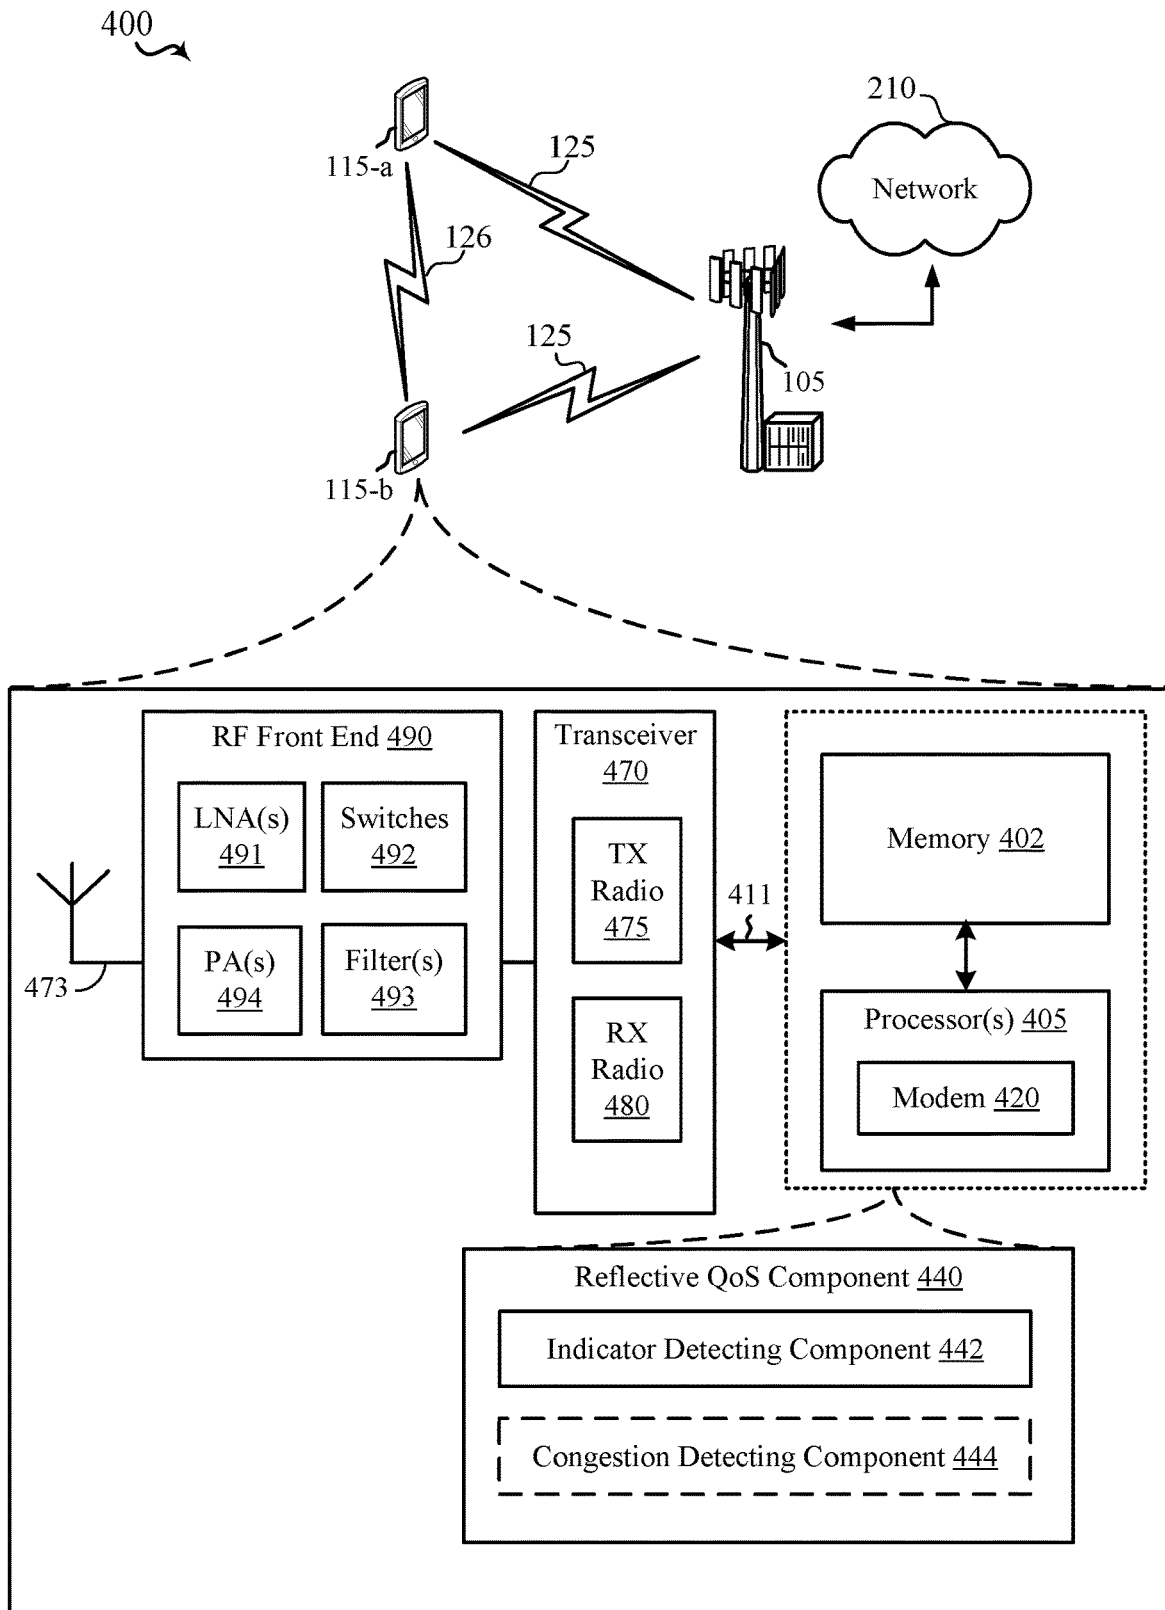 400
210
115-a
125
Network
126
125
105
115-b
RF Front End 490
LNA(s)
491
Switches
492
PA(s)
494
Filter(s)
493
473
Transceiver
470
TX
Radio
475
RX
Radio
480
411
Memory 402
Processor(s) 405
Modem 420
Reflective QoS Component 440
Indicator Detecting Component 442
Congestion Detecting Component 444